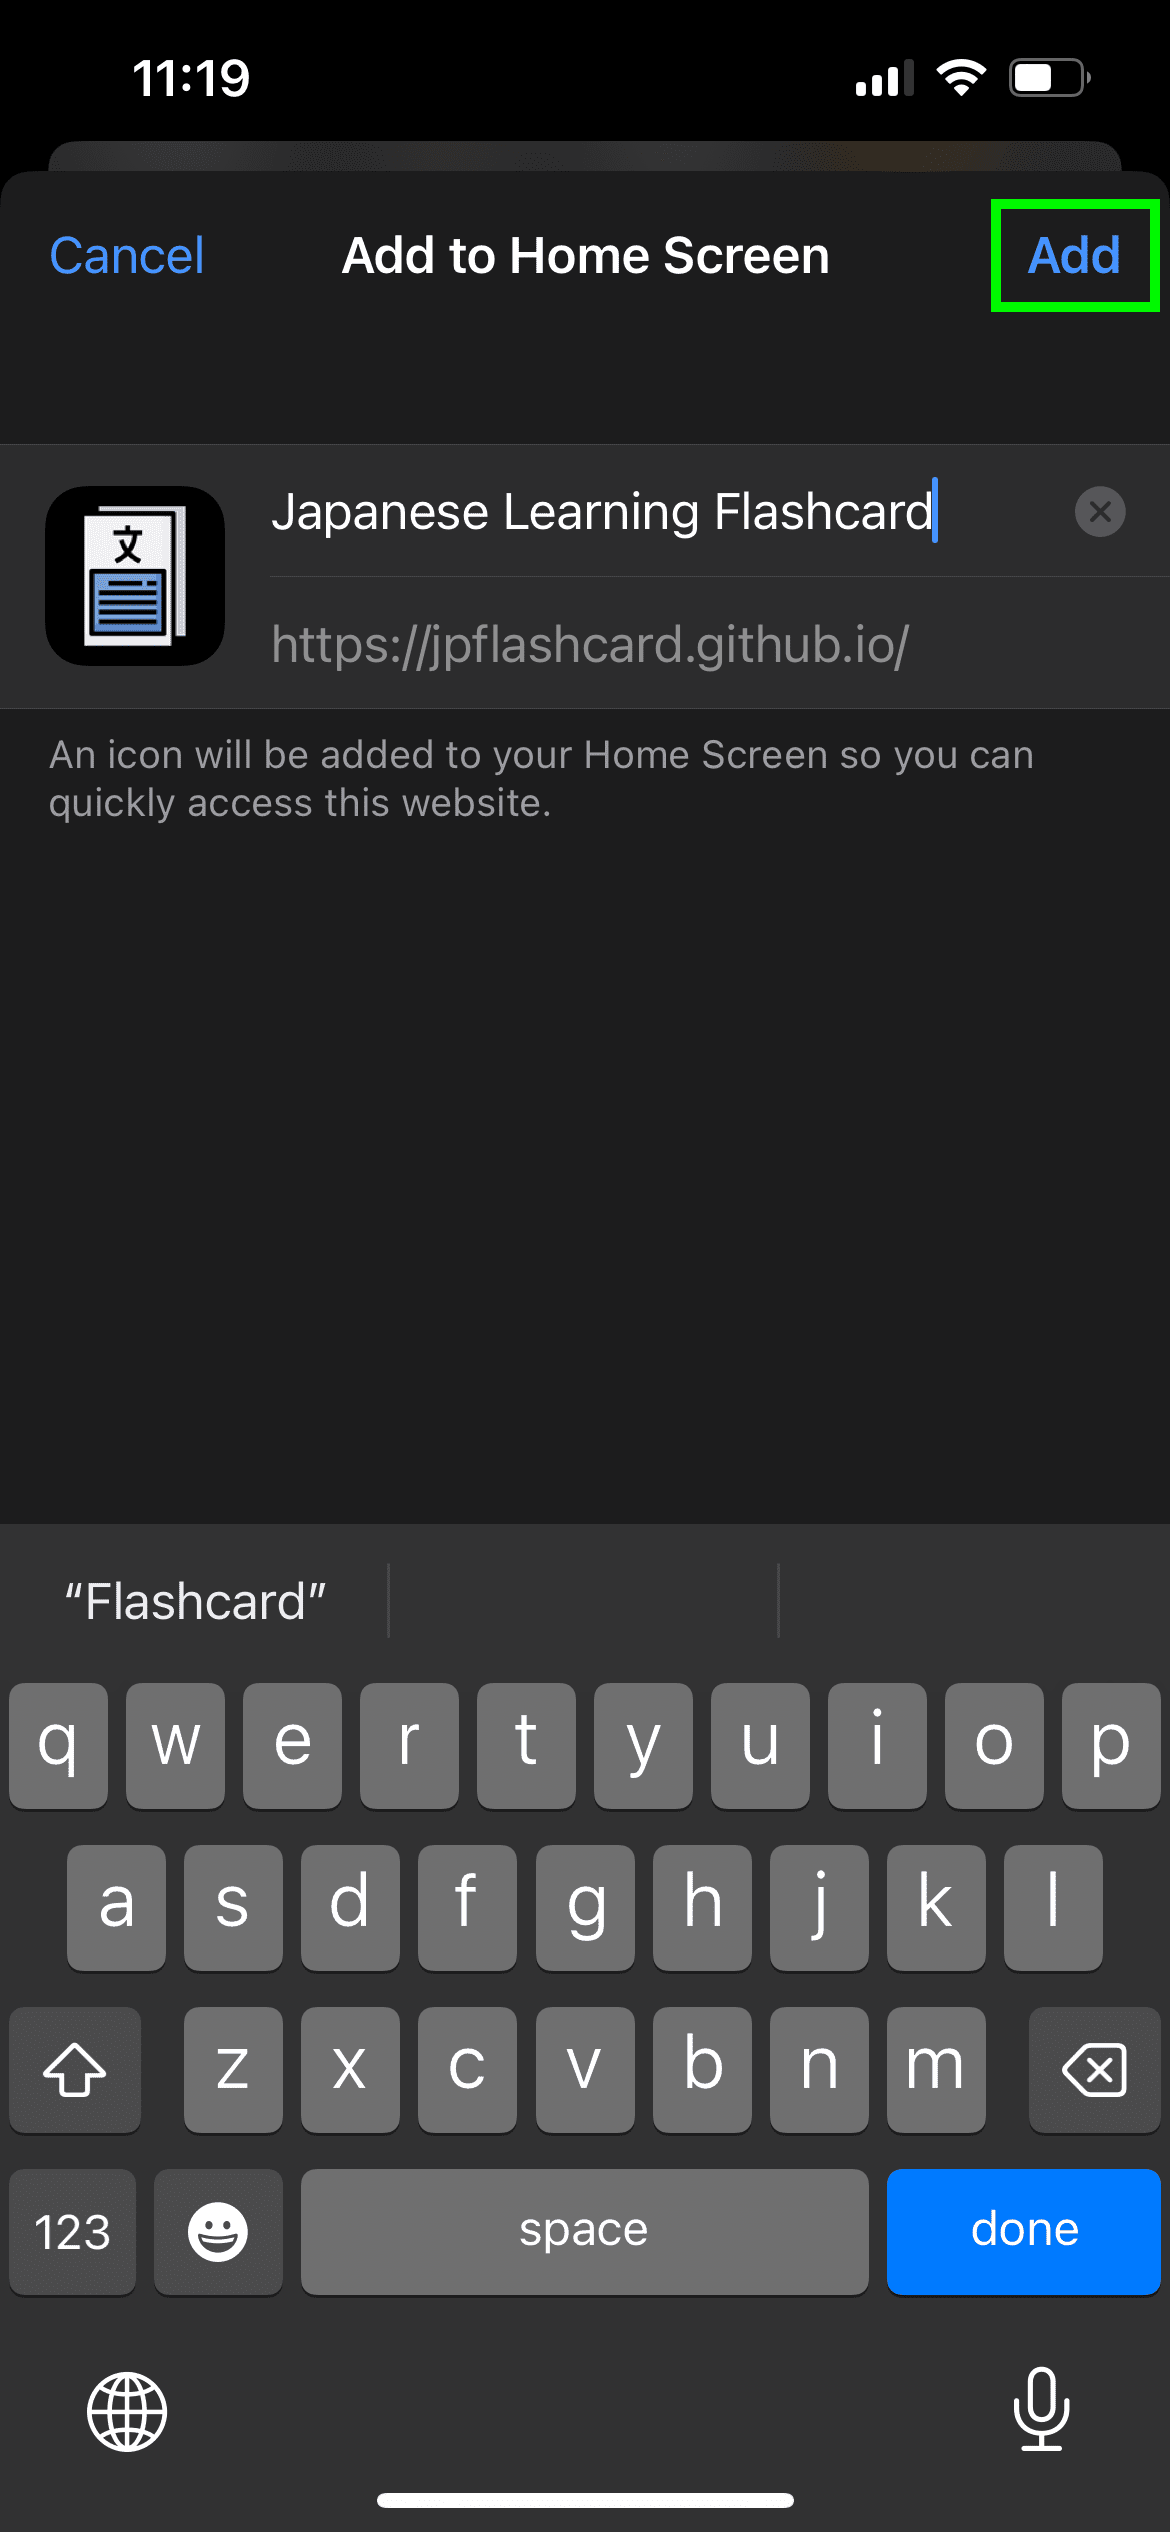 11:19
Cancel Add to Home Screen Add
文
Japanese Learning Flashcard
https://jpflashcard.github.io/
An icon will be added to your Home Screen so you can
quickly access this website.
“Flashcard”
q w e r t y u i o p
a s d f g h j k l
z x c v b n m
123 space done